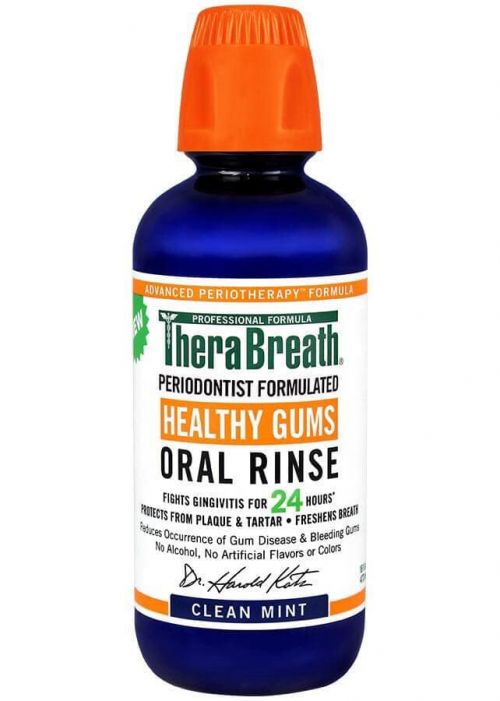 ADVANCED PERIOTHERAPY™ FORMULA
NEW
PROFESSIONAL FORMULA
TheraBreath®
PERIODONTIST FORMULATED
HEALTHY GUMS
ORAL RINSE
FIGHTS GINGIVITIS FOR 24 HOURS*
PROTECTS FROM PLAQUE & TARTAR • FRESHENS BREATH
Reduces Occurrence of Gum Disease & Bleeding Gums
No Alcohol, No Artificial Flavors or Colors
Dr. Harold Katz
CLEAN MINT